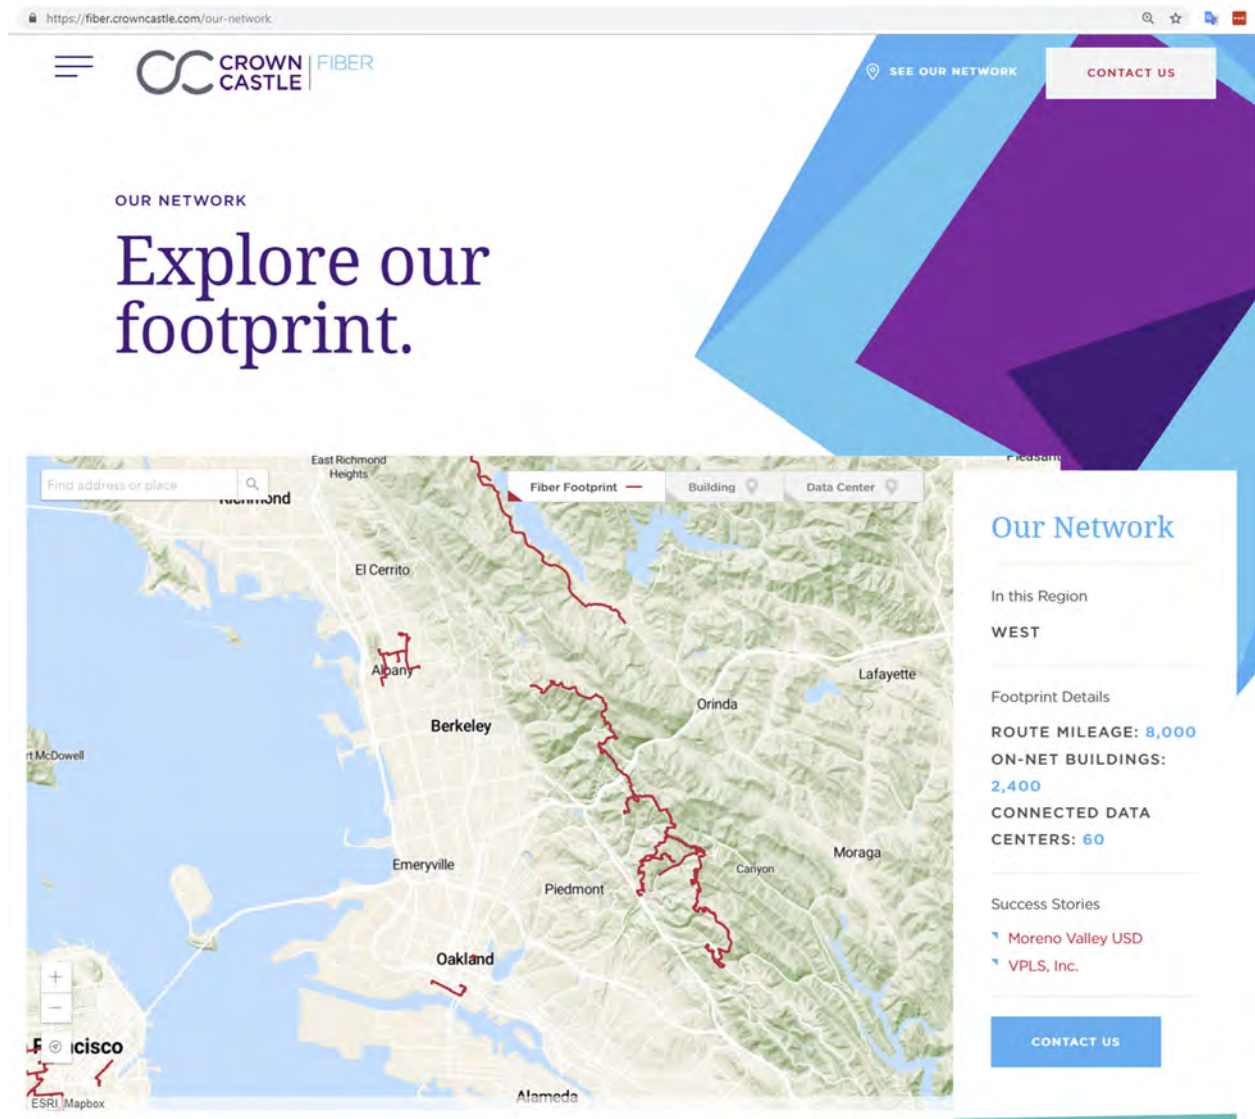 https://fiber.crowncastle.com/our-network
CROWN
CASTLE
FIBER
SEE OUR NETWORK
CONTACT US
OUR NETWORK
Explore our
footprint.
East Richmond
Heights
Find address or place
Fiber Footprint
Building
Data Center
El Cerrito
Albany
Berkeley
Orinda
Lafayette
Emeryville
Piedmont
Canyon
Moraga
Oakland
Alameda
ESRI, Mapbox
Our Network
In this Region
WEST
Footprint Details
ROUTE MILEAGE: 8,000
ON-NET BUILDINGS:
2,400
CONNECTED DATA
CENTERS: 60
Success Stories
Moreno Valley USD
VPLS, Inc.
CONTACT US